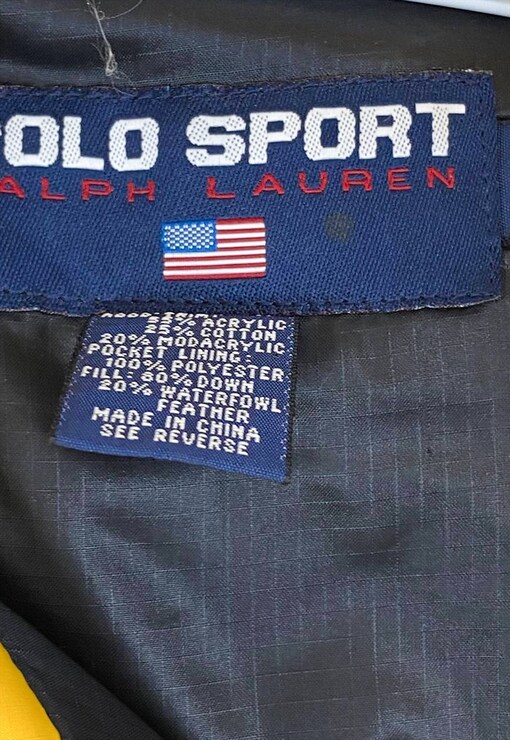 POLO SPORT
RALPH LAUREN
55% ACRYLIC
25% COTTON
20% MODACRYLIC
POCKET LINING:
100% POLYESTER
FILL: 80% DOWN
20% WATERFOWL
FEATHER
MADE IN CHINA
SEE REVERSE